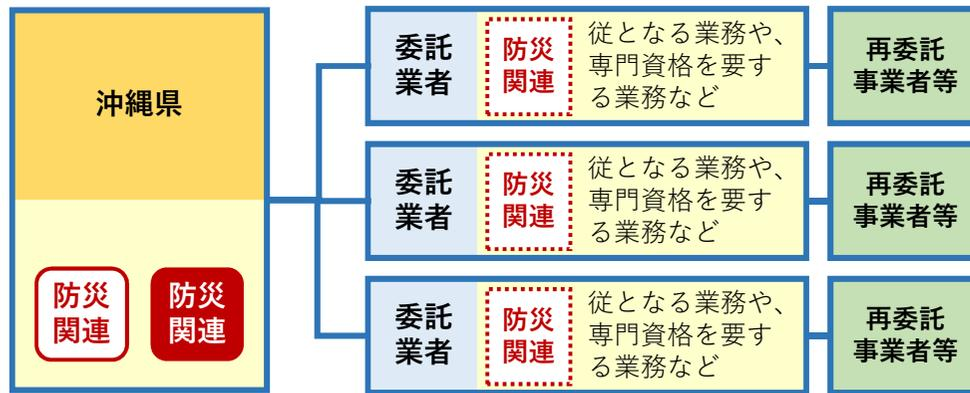 沖縄県
防災
関連
防災
関連
委託
業者
防災
関連
従となる業務や、
専門資格を要す
る業務など
再委託
事業者等
委託
業者
防災
関連
従となる業務や、
専門資格を要す
る業務など
再委託
事業者等
委託
業者
防災
関連
従となる業務や、
専門資格を要す
る業務など
再委託
事業者等